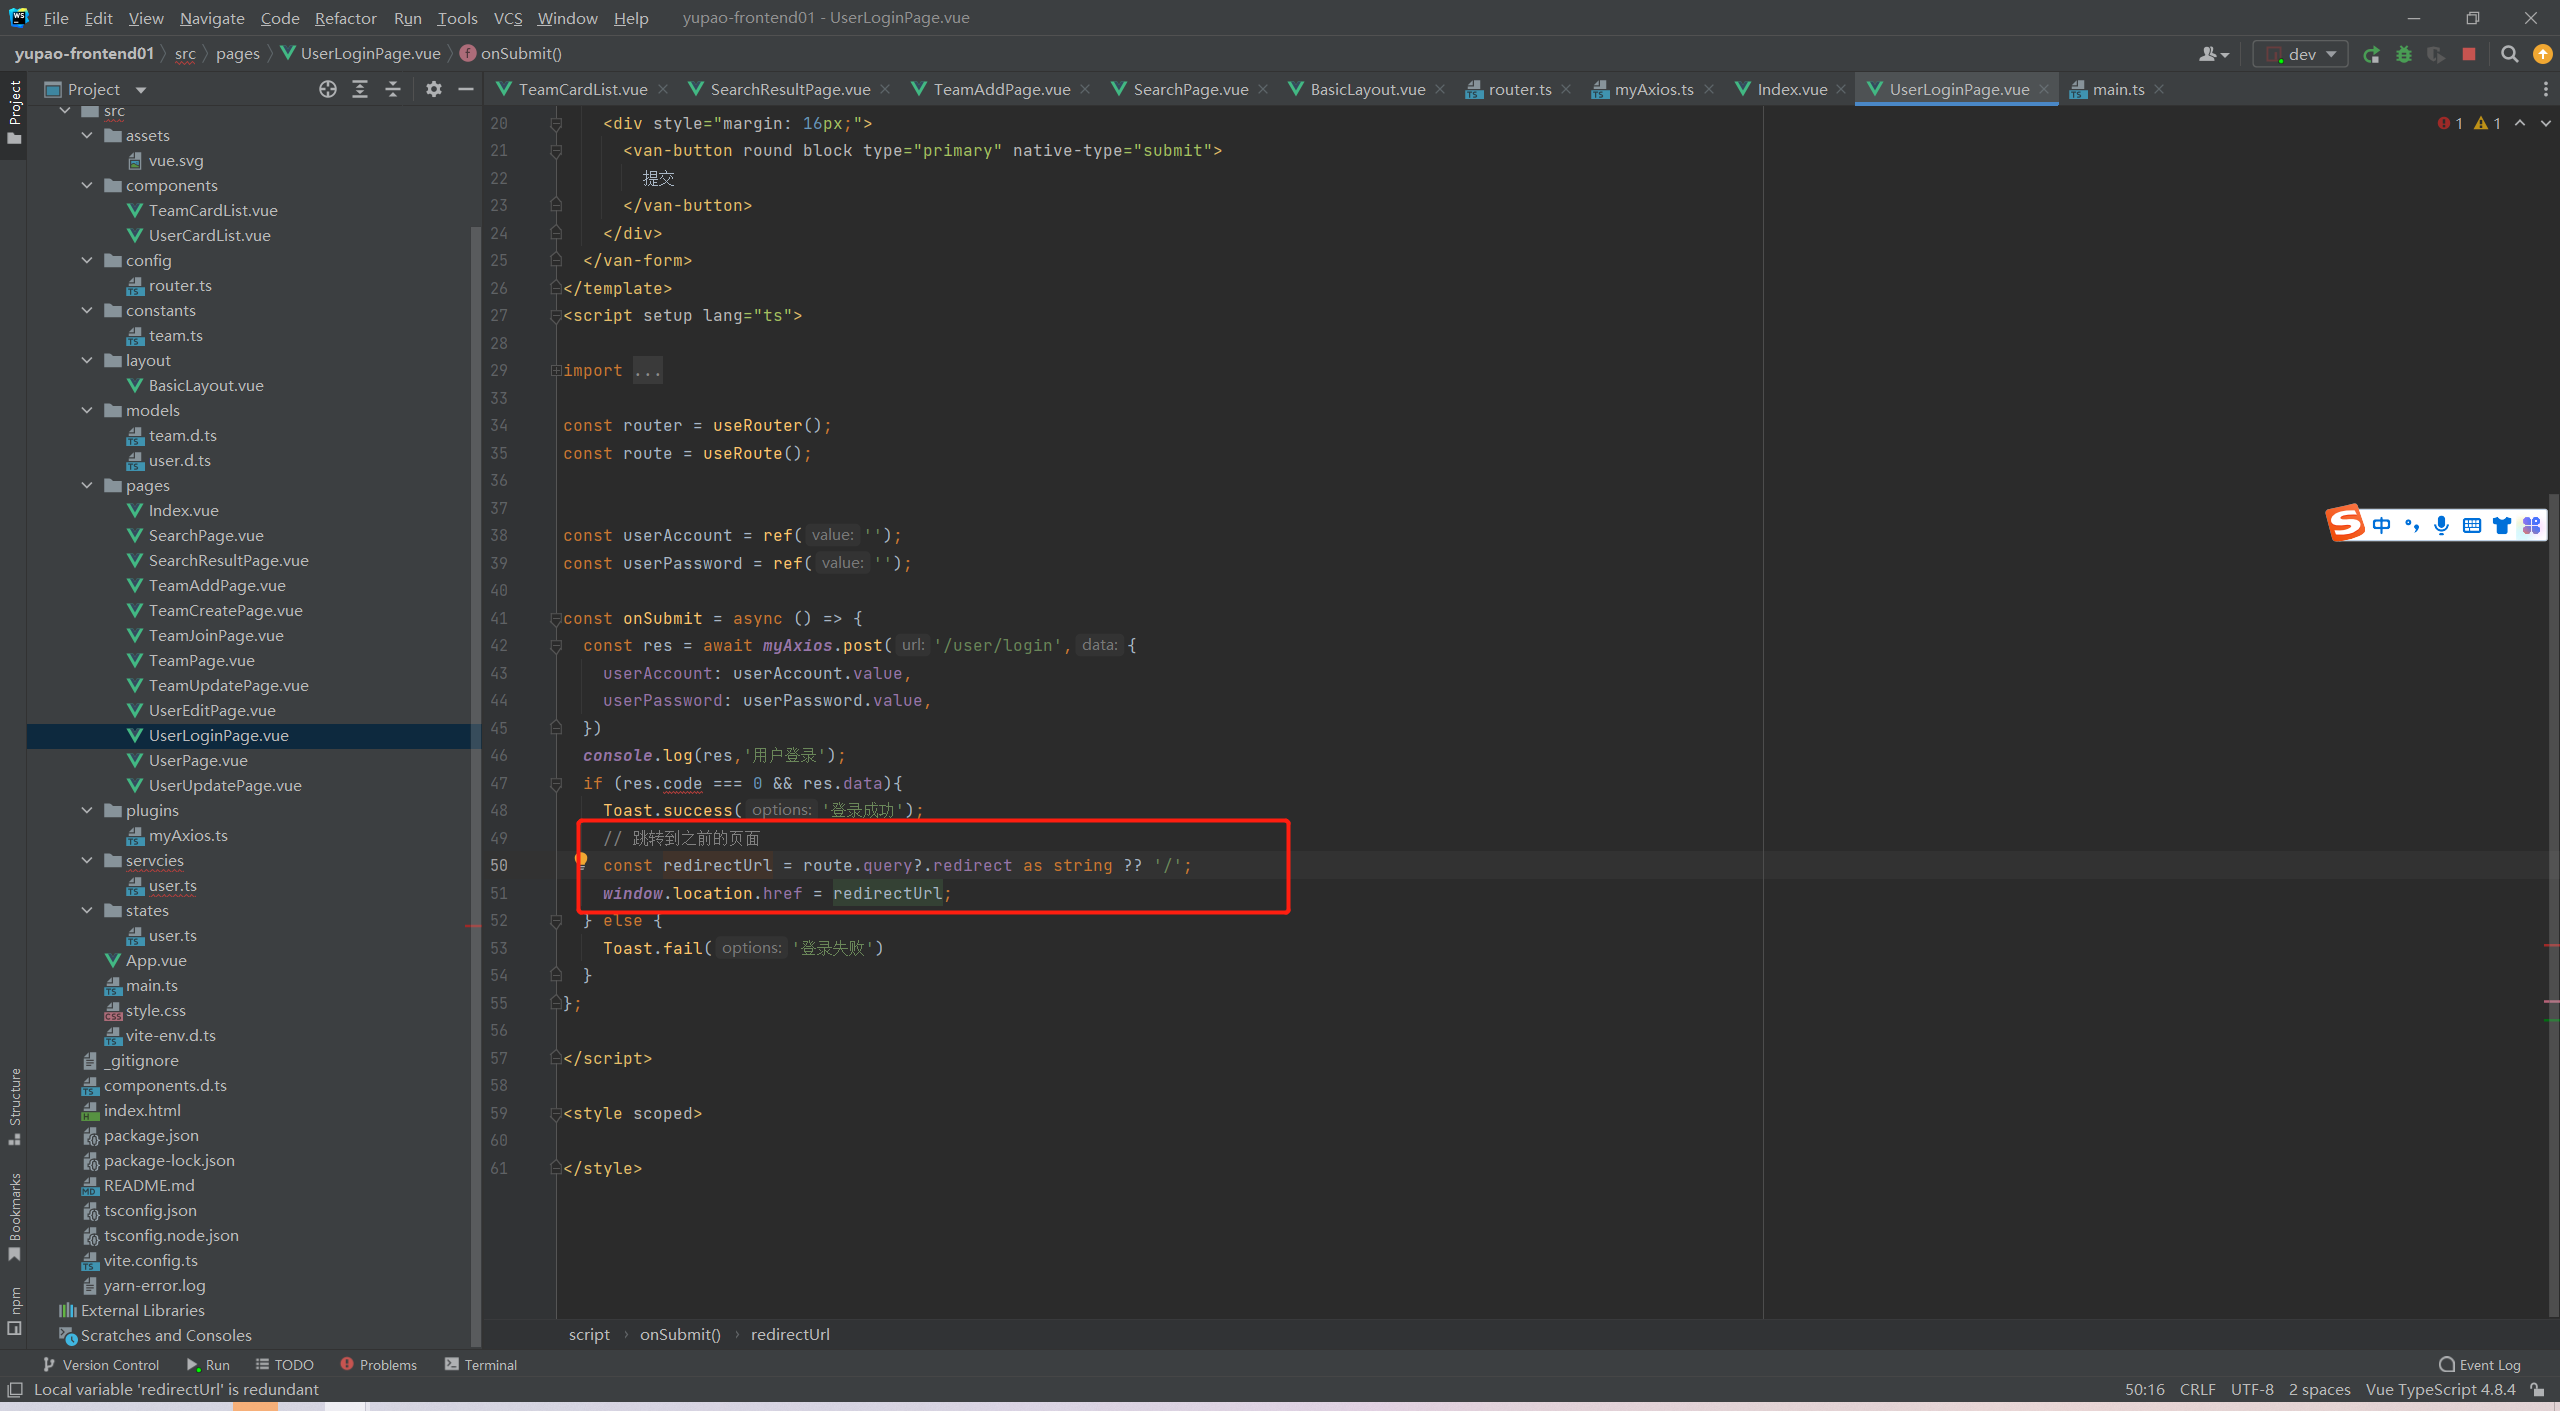 File Edit View Navigate Code Refactor Run Tools VCS Window Help yupao-frontend01 - UserLoginPage.vue
yupao-frontend01 src pages UserLoginPage.vue onSubmit() dev
Project
TeamCardList.vue SearchResultPage.vue TeamAddPage.vue SearchPage.vue BasicLayout.vue router.ts myAxios.ts Index.vue UserLoginPage.vue main.ts
Project
src
assets
vue.svg
components
TeamCardList.vue
UserCardList.vue
config
router.ts
constants
team.ts
layout
BasicLayout.vue
models
team.d.ts
user.d.ts
pages
Index.vue
SearchPage.vue
SearchResultPage.vue
TeamAddPage.vue
TeamCreatePage.vue
TeamJoinPage.vue
TeamPage.vue
TeamUpdatePage.vue
UserEditPage.vue
UserLoginPage.vue
UserPage.vue
UserUpdatePage.vue
plugins
myAxios.ts
servcies
user.ts
states
user.ts
App.vue
main.ts
style.css
vite-env.d.ts
_gitignore
components.d.ts
index.html
package.json
package-lock.json
README.md
tsconfig.json
tsconfig.node.json
vite.config.ts
yarn-error.log
External Libraries
Scratches and Consoles
Structure
Bookmarks
npm
1 1
20 <div style="margin: 16px;">
21 <van-button round block type="primary" native-type="submit">
22 提交
23 </van-button>
24 </div>
25 </van-form>
26 </template>
27 <script setup lang="ts">
28
29 import ...
33
34 const router = useRouter();
35 const route = useRoute();
36
37
38 const userAccount = ref( value: '');
39 const userPassword = ref( value: '');
40
41 const onSubmit = async () => {
42 const res = await myAxios.post( url: '/user/login', data: {
43 userAccount: userAccount.value,
44 userPassword: userPassword.value,
45 })
46 console.log(res,'用户登录');
47 if (res.code === 0 && res.data){
48 Toast.success( options: '登录成功');
49 // 跳转到之前的页面
50 const redirectUrl = route.query?.redirect as string ?? '/';
51 window.location.href = redirectUrl;
52 } else {
53 Toast.fail( options: '登录失败')
54 }
55 };
56
57 </script>
58
59 <style scoped>
60
61 </style>
S 中
script onSubmit() redirectUrl
Version Control Run TODO Problems Terminal Event Log
Local variable 'redirectUrl' is redundant 50:16 CRLF UTF-8 2 spaces Vue TypeScript 4.8.4